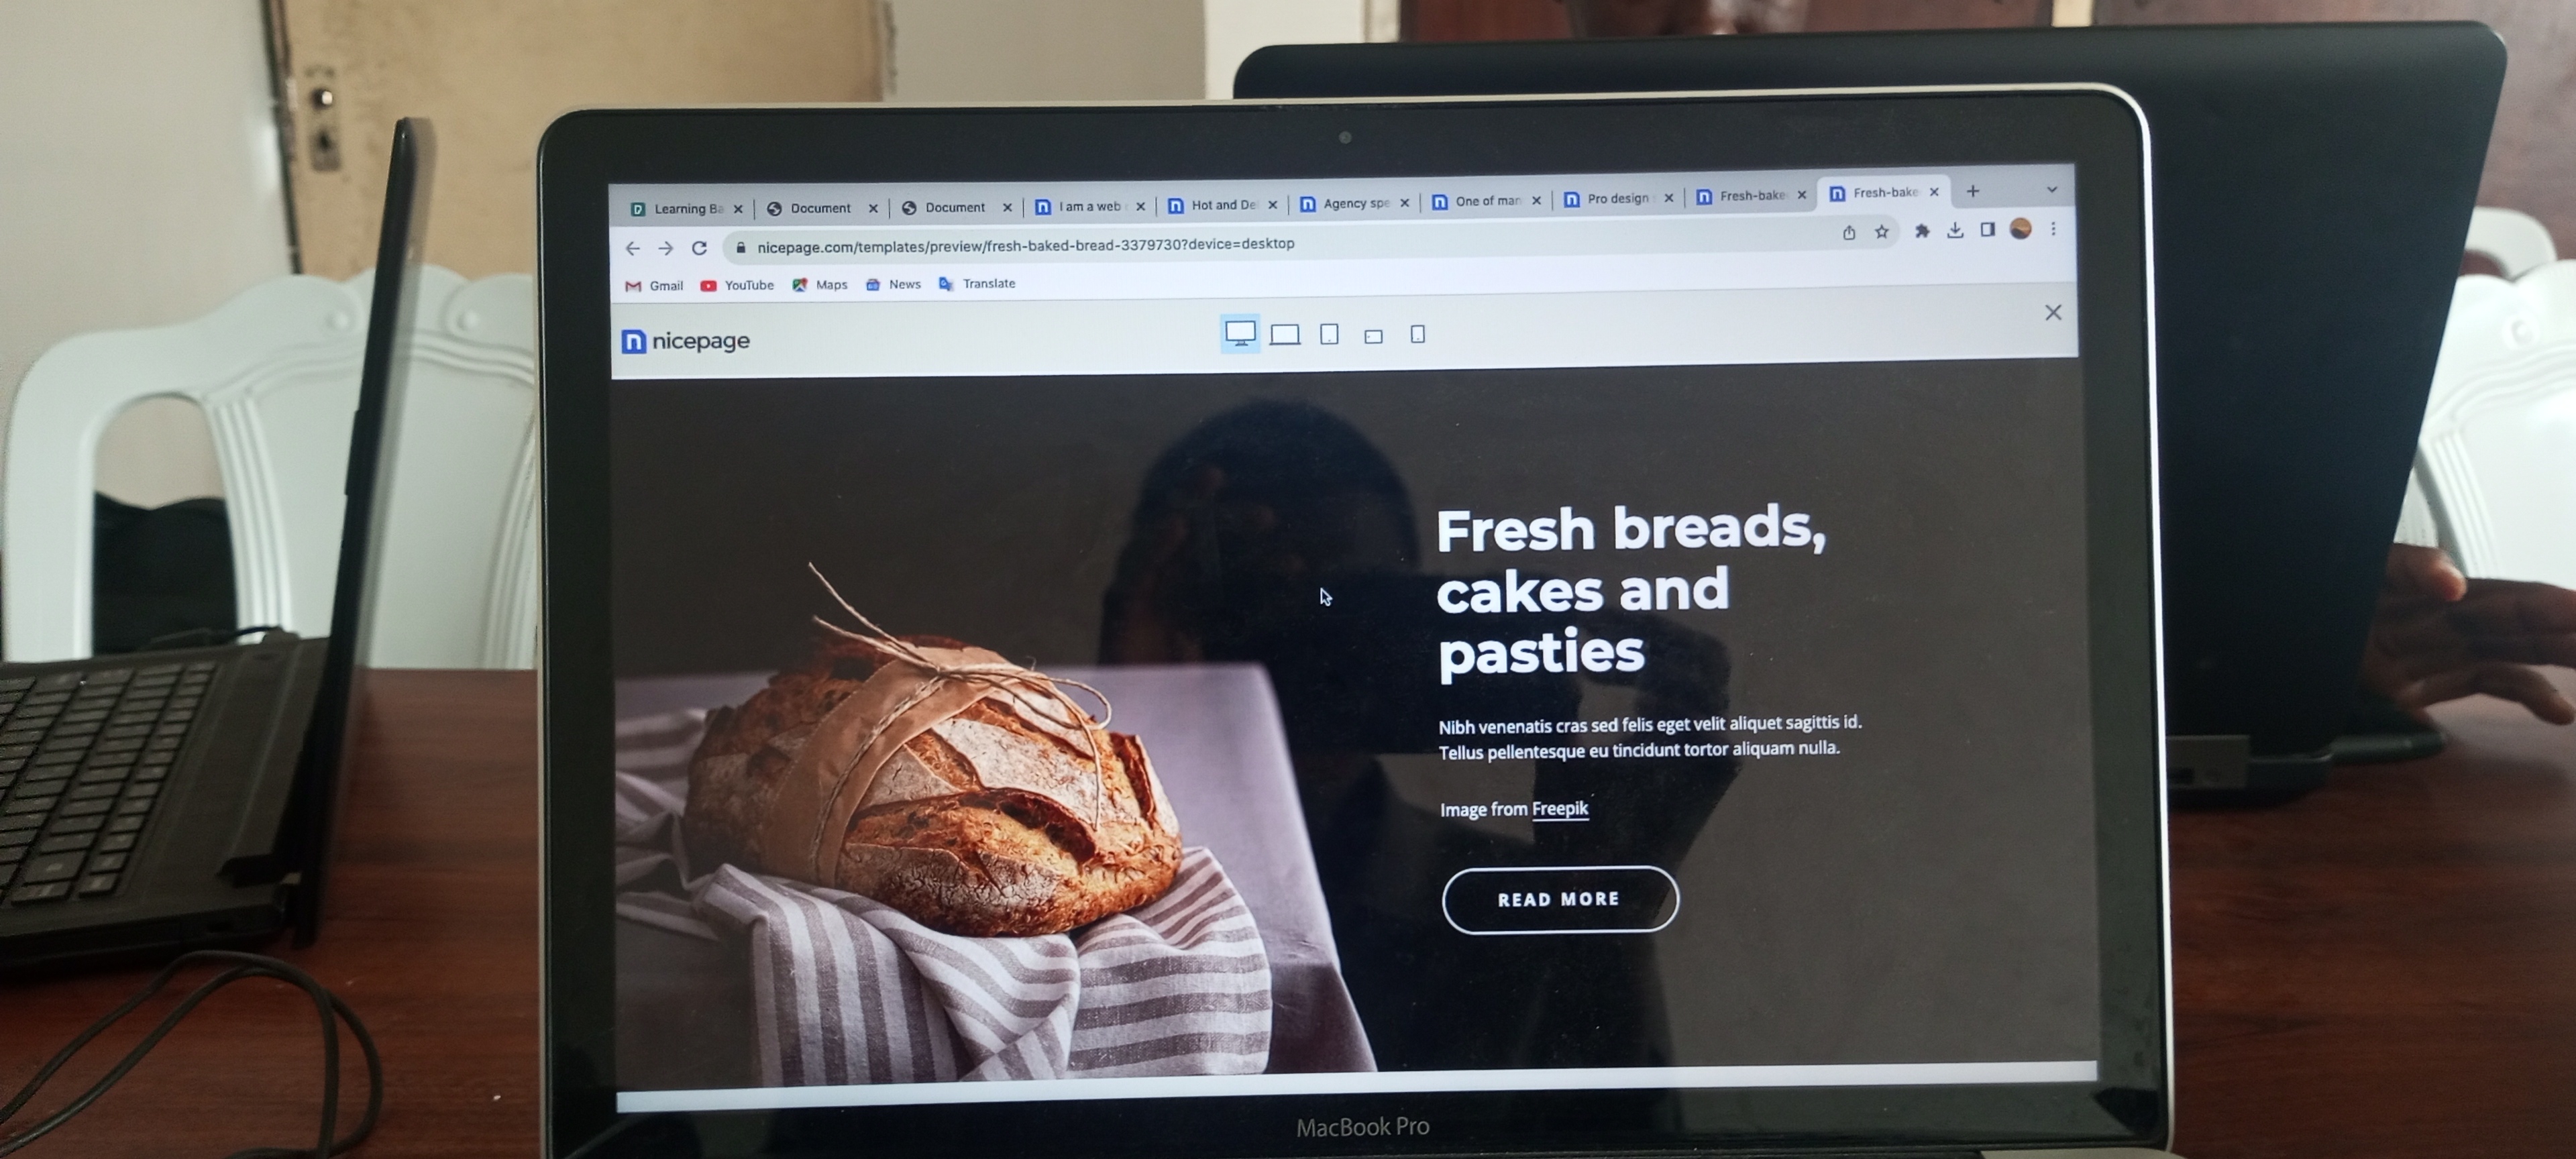 Learning Ba
Document
Document
I am a web
Hot and De
Agency spe
One of man
Pro design
Fresh-bake
Fresh-bake
nicepage.com/templates/preview/fresh-baked-bread-3379730?device=desktop
Gmail YouTube Maps News Translate
nicepage
Fresh breads,
cakes and
pasties
Nibh venenatis cras sed felis eget velit aliquet sagittis id.
Tellus pellentesque eu tincidunt tortor aliquam nulla.
Image from Freepik
READ MORE
MacBook Pro